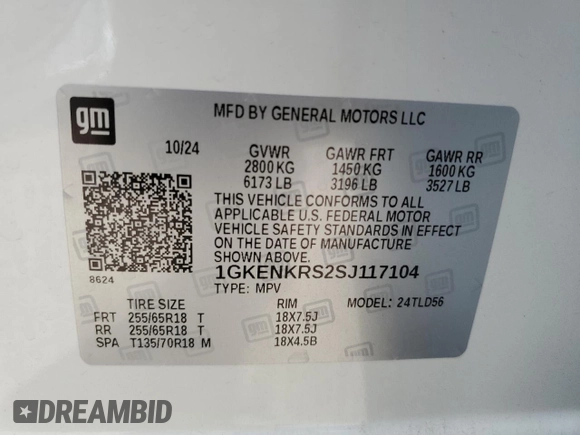 gm
MFD BY GENERAL MOTORS LLC
10/24 GVWR GAWR FRT GAWR RR
2800 KG 1450 KG 1600 KG
6173 LB 3196 LB 3527 LB
THIS VEHICLE CONFORMS TO ALL
APPLICABLE U.S. FEDERAL MOTOR
VEHICLE SAFETY STANDARDS IN EFFECT
ON THE DATE OF MANUFACTURE
SHOWN ABOVE.
8624
1GKENKRS2SJ117104
TYPE: MPV MODEL: 24TLD56
TIRE SIZE RIM
FRT 255/65R18 T 18X7.5J
RR 255/65R18 T 18X7.5J
SPA T135/70R18 M 18X4.5B
DREAMBID